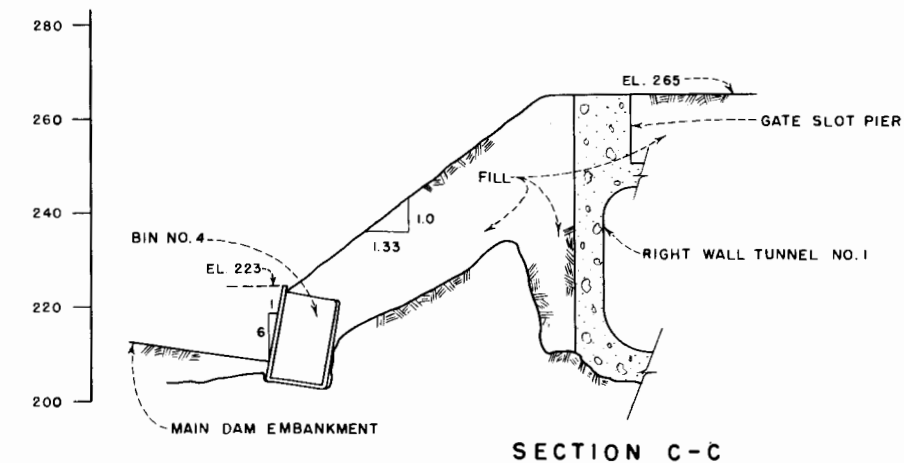 280
260
240
220
200
EL. 265
GATE SLOT PIER
FILL
1.0
1.33
BIN NO. 4
EL. 223
6
RIGHT WALL TUNNEL NO. 1
MAIN DAM EMBANKMENT
SECTION C-C